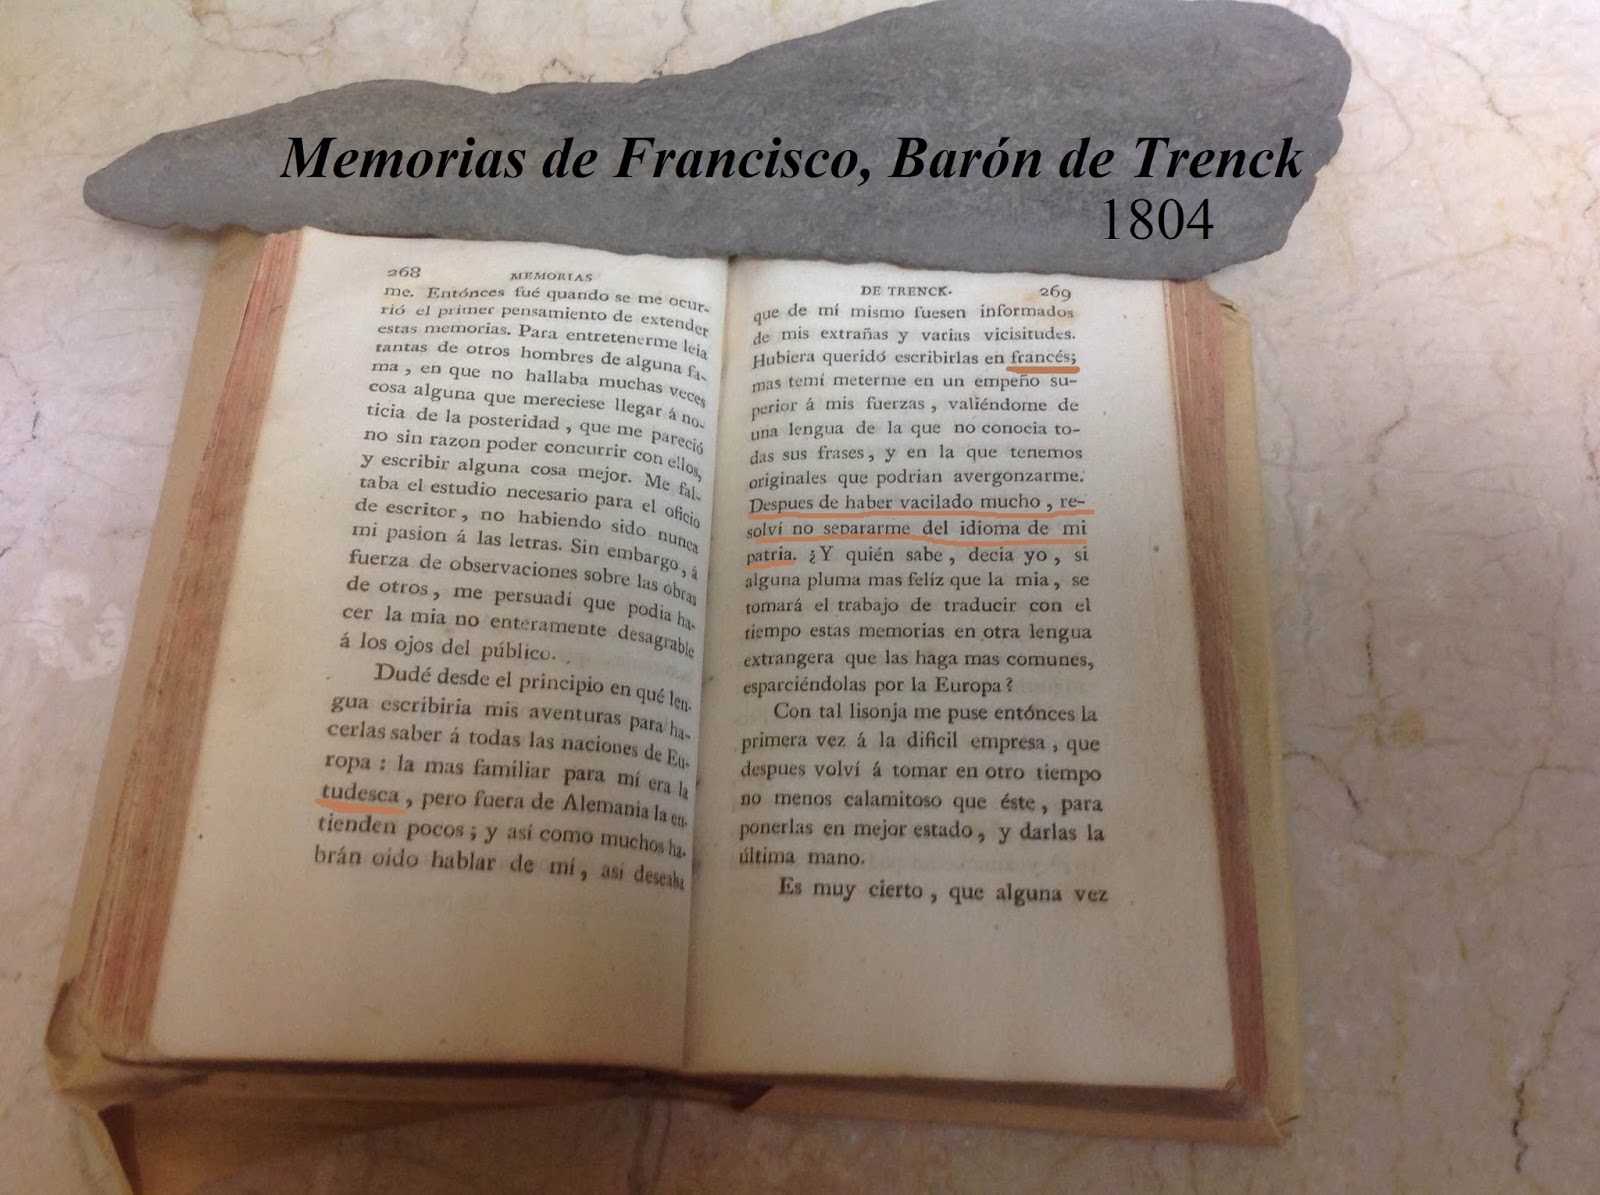 Memorias de Francisco, Barón de Trenck
1804
268 MEMORIAS
me. Entónces fué quando se me ocur-
rió el primer pensamiento de extender
estas memorias. Para entretenerme leia
tantas de otros hombres de alguna fa-
ma, en que no hallaba muchas veces
cosa alguna que mereciese llegar á no-
ticia de la posteridad, que me pareció
no sin razon poder concurrir con ellos,
y escribir alguna cosa mejor. Me fal-
taba el estudio necesario para el oficio
de escritor, no habiendo sido nunca
mi pasion á las letras. Sin embargo, á
fuerza de observaciones sobre las obras
de otros, me persuadí que podia ha-
cer la mia no enteramente desagrable
á los ojos del público.
Dudé desde el principio en qué len-
gua escribiria mis aventuras para ha-
cerlas saber á todas las naciones de Eu-
ropa: la mas familiar para mí era la
tudesca, pero fuera de Alemania la en-
tienden pocos; y así como muchos ha-
brán oido hablar de mí, así deseaba
DE TRENCK. 269
que de mí mismo fuesen informados
de mis extrañas y varias vicisitudes.
Hubiera querido escribirlas en francés;
mas temí meterme en un empeño su-
perior á mis fuerzas, valiéndome de
una lengua de la que no conocia to-
das sus frases, y en la que tenemos
originales que podrian avergonzarme.
Despues de haber vacilado mucho, re-
solví no separarme del idioma de mi
patria. ¿Y quién sabe, decia yo, si
alguna pluma mas felíz que la mia, se
tomará el trabajo de traducir con el
tiempo estas memorias en otra lengua
extrangera que las haga mas comunes,
esparciéndolas por la Europa?
Con tal lisonja me puse entónces la
primera vez á la dificil empresa, que
despues volví á tomar en otro tiempo
no menos calamitoso que éste, para
ponerlas en mejor estado, y darlas la
última mano.
Es muy cierto, que alguna vez